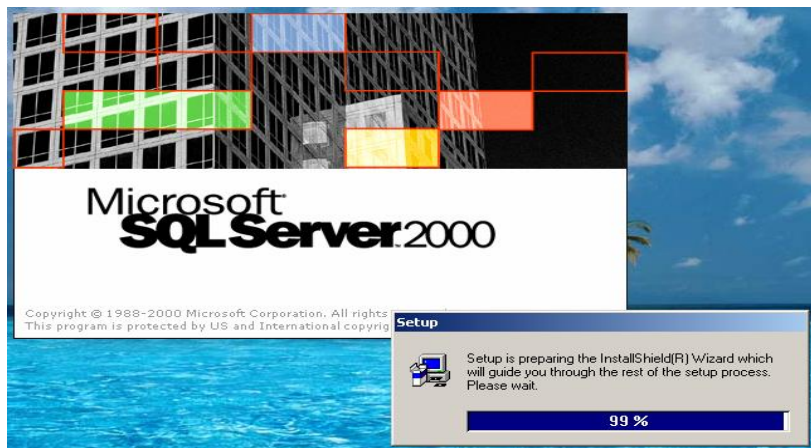 Microsoft
SQL Server 2000
Copyright © 1988-2000 Microsoft Corporation. All rights
This program is protected by US and International copyrig
Setup
Setup is preparing the InstallShield(R) Wizard which
will guide you through the rest of the setup process.
Please wait.
99 %